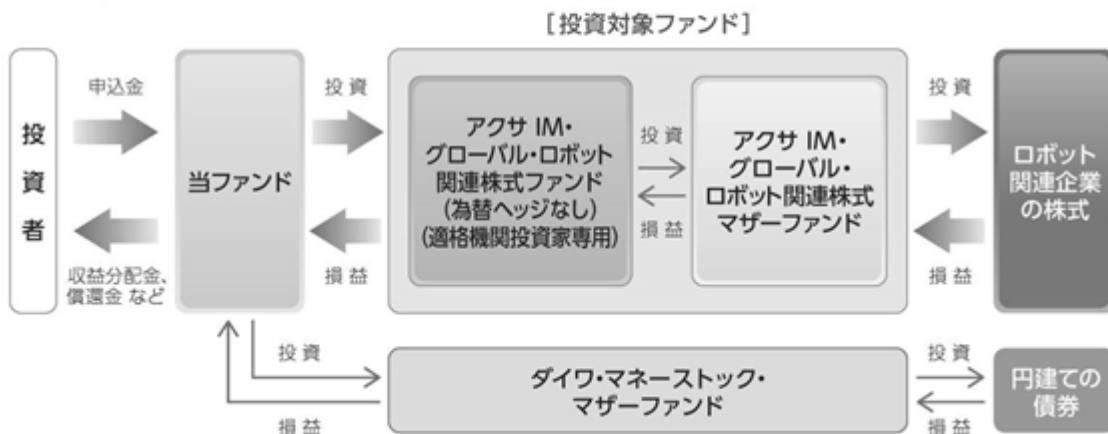 [投資対象ファンド]
投資者
申込金
収益分配金、
償還金 など
当ファンド
投資
損益
アクサ IM・
グローバル・ロボット
関連株式ファンド
(為替ヘッジなし)
(適格機関投資家専用)
投資
損益
アクサ IM・
グローバル・
ロボット関連株式
マザーファンド
投資
損益
ロボット
関連企業
の株式
投資
損益
ダイワ・マネーストック・
マザーファンド
投資
損益
円建ての
債券